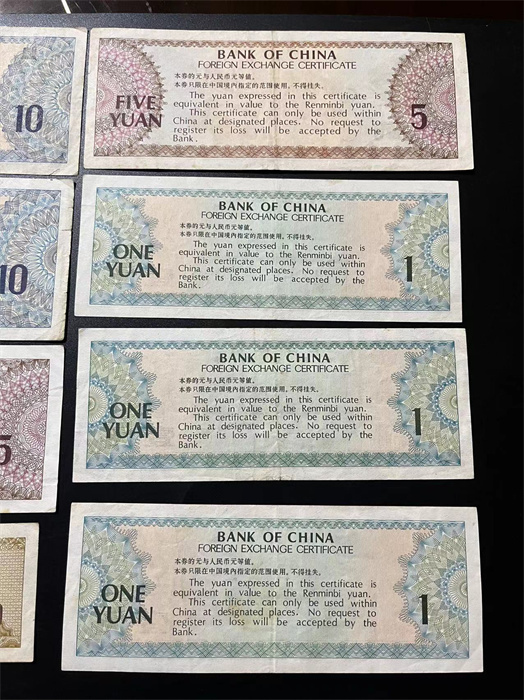 10
BANK OF CHINA
FOREIGN EXCHANGE CERTIFICATE
本券的元与人民币元等值。
本券只限在中国境内指定的范围使用，不得挂失。
FIVE
YUAN
The yuan expressed in this certificate is
equivalent in value to the Renminbi yuan.
This certificate can only be used within
China at designated places. No request to
register its loss will be accepted by the
Bank.
5
10
BANK OF CHINA
FOREIGN EXCHANGE CERTIFICATE
本券的元与人民币元等值。
本券只限在中国境内指定的范围使用，不得挂失。
ONE
YUAN
The yuan expressed in this certificate is
equivalent in value to the Renminbi yuan.
This certificate can only be used within
China at designated places. No request to
register its loss will be accepted by the
Bank.
1
5
BANK OF CHINA
FOREIGN EXCHANGE CERTIFICATE
本券的元与人民币元等值。
本券只限在中国境内指定的范围使用，不得挂失。
ONE
YUAN
The yuan expressed in this certificate is
equivalent in value to the Renminbi yuan.
This certificate can only be used within
China at designated places. No request to
register its loss will be accepted by the
Bank.
1
BANK OF CHINA
FOREIGN EXCHANGE CERTIFICATE
本券的元与人民币元等值。
本券只限在中国境内指定的范围使用，不得挂失。
ONE
YUAN
The yuan expressed in this certificate is
equivalent in value to the Renminbi yuan.
This certificate can only be used within
China at designated places. No request to
register its loss will be accepted by the
Bank.
1